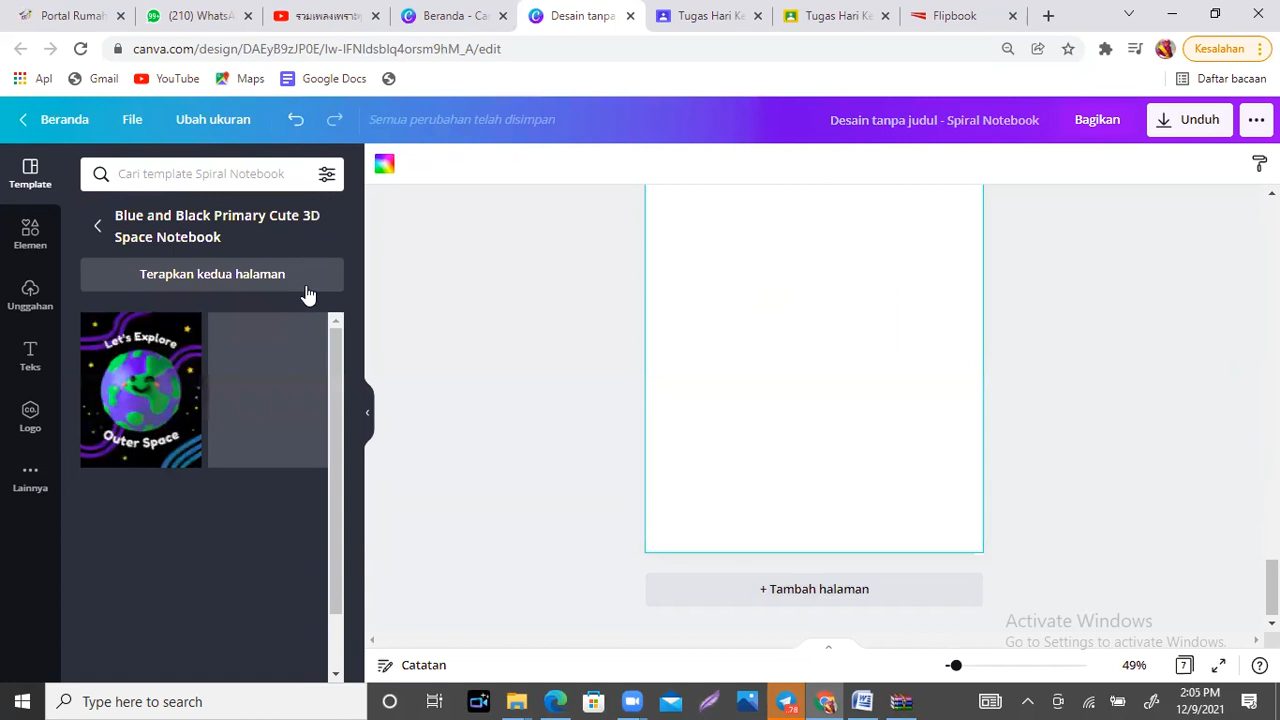 Portal Rum
(210) WhatsA
Beranda - Ca
Desain tanpa
Tugas Hari Ke
Tugas Hari Ke
Flipbook
canva.com/design/DAEyB9zJP0E/Iw-IFNIdsbIq4orsm9hM_A/edit
Kesalahan
Apl
Gmail
YouTube
Maps
Google Docs
Daftar bacaan
Beranda
File
Ubah ukuran
Semua perubahan telah disimpan
Desain tanpa judul - Spiral Notebook
Bagikan
Unduh
Template
Cari template Spiral Notebook
Elemen
Blue and Black Primary Cute 3D
Space Notebook
Terapkan kedua halaman
Unggahan
Teks
CO.
Logo
Lainnya
Let's Explore
Outer Space
+ Tambah halaman
Activate Windows
Go to Settings to activate Windows.
Catatan
49%
7
Type here to search
78
2:05 PM
12/9/2021